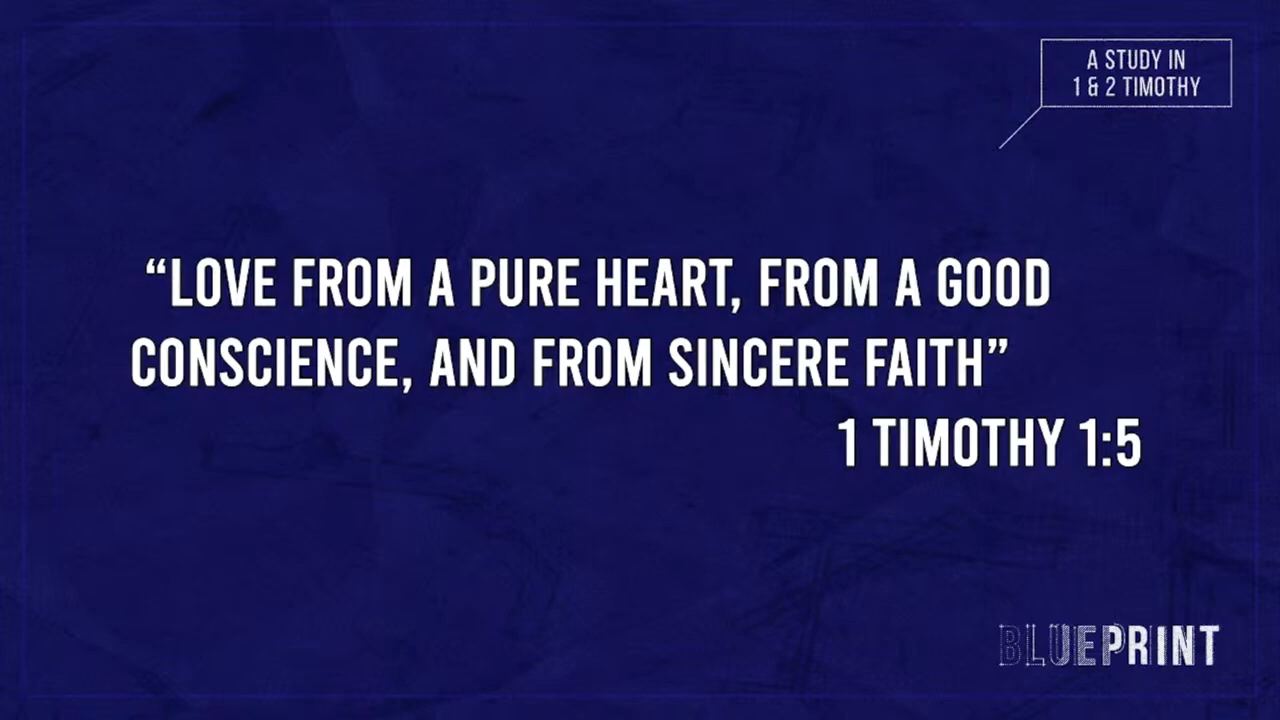 A STUDY IN
1 & 2 TIMOTHY
“LOVE FROM A PURE HEART, FROM A GOOD
CONSCIENCE, AND FROM SINCERE FAITH”
1 TIMOTHY 1:5
BLUEPRINT